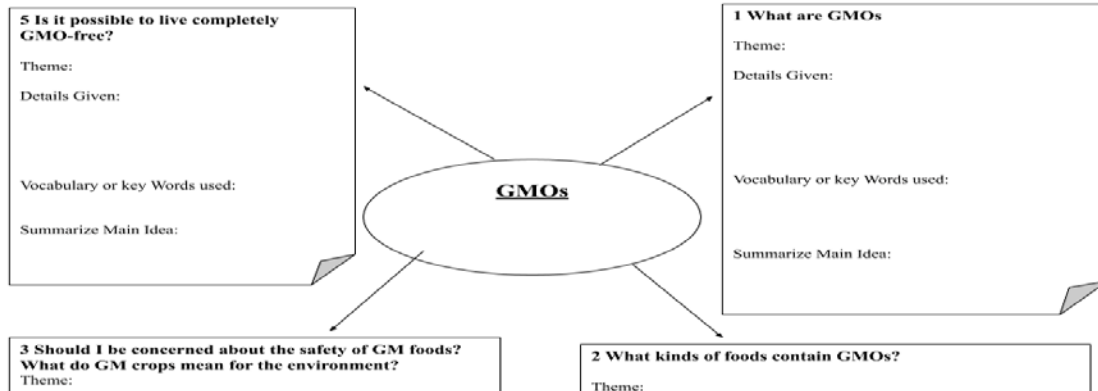 5 Is it possible to live completely
GMO-free?
Theme:
Details Given:
Vocabulary or key Words used:
Summarize Main Idea:
1 What are GMOs
Theme:
Details Given:
Vocabulary or key Words used:
Summarize Main Idea:
GMOs
3 Should I be concerned about the safety of GM foods?
What do GM crops mean for the environment?
Theme:
2 What kinds of foods contain GMOs?
Theme: